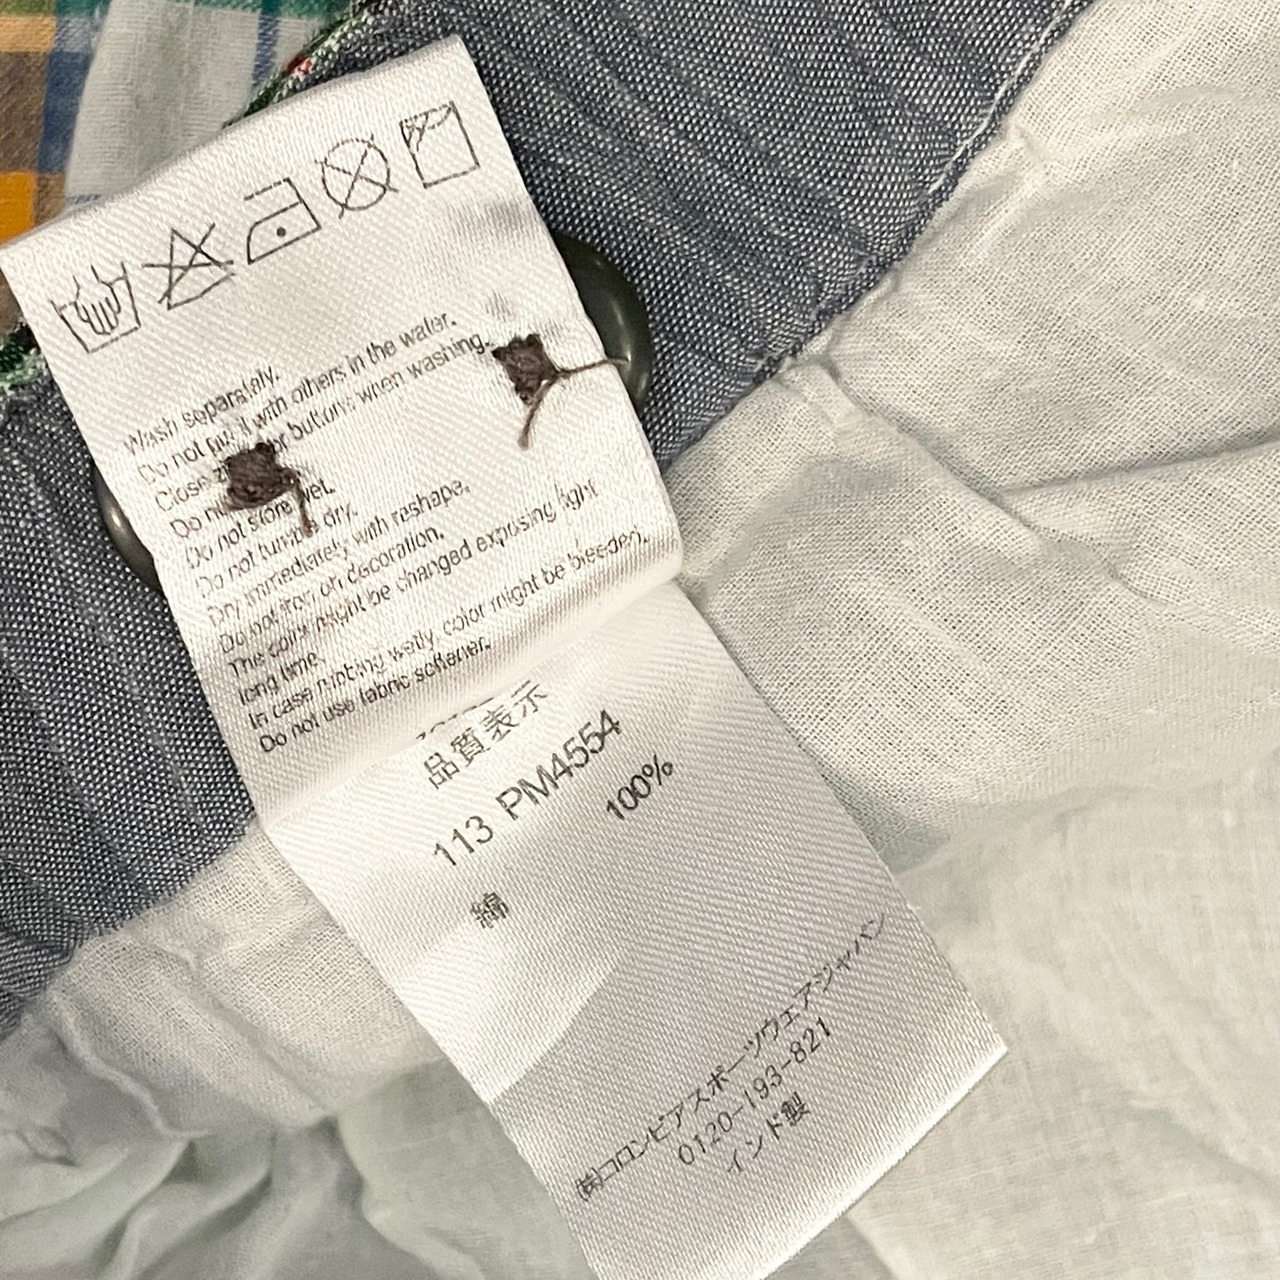 Wash separately.
Do not put it with others in the water.
Close or buttons when washing.
Do wet.
Do not store
Do not tumble dry.
Dry immediately with reshape.
Do not iron on decoration.
The color might be changed exposing light
long time.
In case rubbing wetly, color might be bleeded.
Do not use fabric softener.
品質表示
113 PM4554
綿 100%
㈱コロンビアスポーツウェアジャパン
0120-193-821
インド製